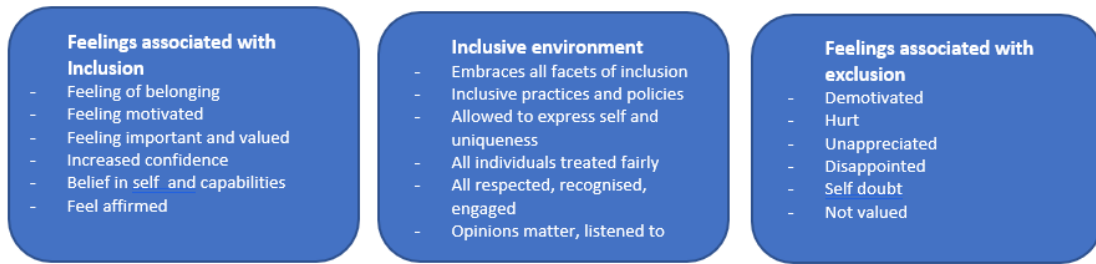 Feelings associated with
Inclusion
- Feeling of belonging
- Feeling motivated
- Feeling important and valued
- Increased confidence
- Belief in self and capabilities
- Feel affirmed
Inclusive environment
- Embraces all facets of inclusion
- Inclusive practices and policies
- Allowed to express self and
uniqueness
- All individuals treated fairly
- All respected, recognised,
engaged
- Opinions matter, listened to
Feelings associated with
exclusion
- Demotivated
- Hurt
- Unappreciated
- Disappointed
- Self doubt
- Not valued